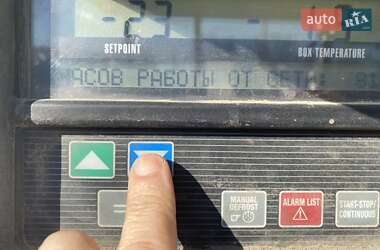 auto RIA
-23
SETPOINT
BOX TEMPERATURE
ЧАСОВ РАБОТЫ ОТ СЕТИ:
MANUAL
DEFROST
ALARM LIST
START-STOP/
CONTINUOUS